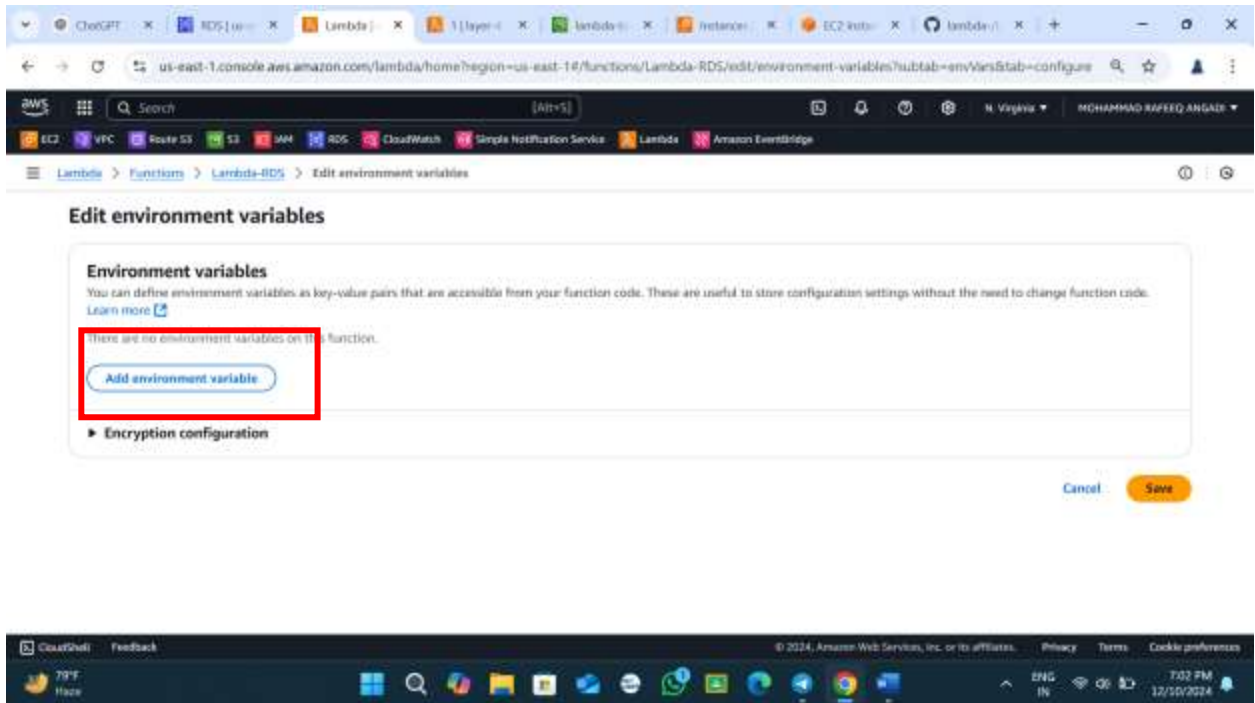 ChatGPT
RDS |
Lambda |
1 | layer-
lambda-
Instances
EC2 Insta
lambda-/
us-east-1.console.aws.amazon.com/lambda/home?region=us-east-1#/functions/Lambda-RDS/edit/environment-variables?subtab=envVars&tab=configure
aws
Search
[Alt+S]
N. Virginia
MOHAMMAD RAFEEQ ANGADI
EC2 VPC Route 53 S3 IAM RDS CloudWatch Simple Notification Service Lambda Amazon EventBridge
Lambda > Functions > Lambda-RDS > Edit environment variables
Edit environment variables
Environment variables
You can define environment variables as key-value pairs that are accessible from your function code. These are useful to store configuration settings without the need to change function code.
Learn more
There are no environment variables on this function.
Add environment variable
Encryption configuration
Cancel Save
CloudShell Feedback © 2024, Amazon Web Services, Inc. or its affiliates. Privacy Terms Cookie preferences
79°F
Haze
ENG
IN
7:02 PM
12/10/2024